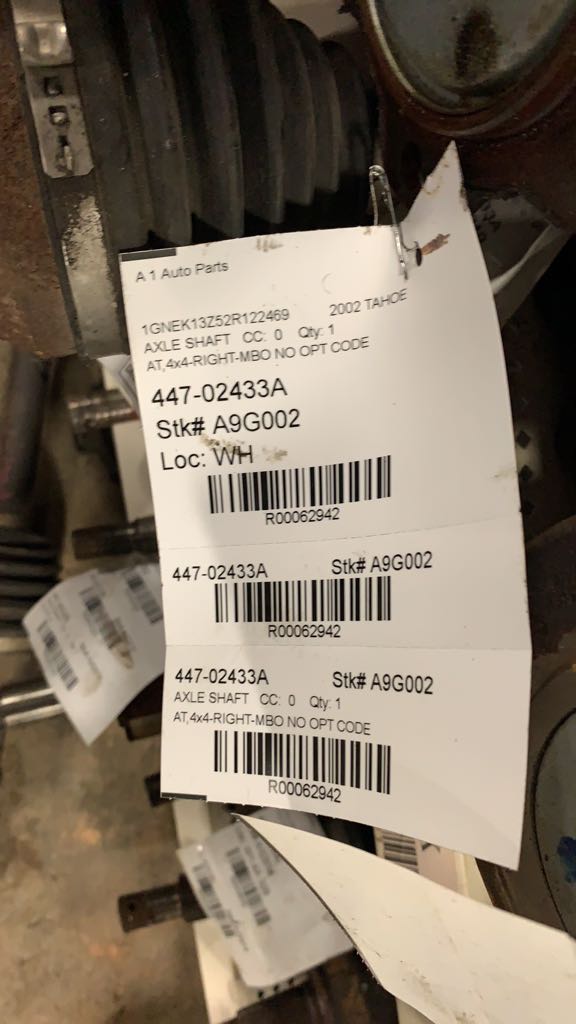 A 1 Auto Parts
1GNEK13Z52R122469 2002 TAHOE
AXLE SHAFT CC: 0 Qty: 1
AT,4x4-RIGHT-MBO NO OPT CODE
447-02433A
Stk# A9G002
Loc: WH
R00062942
447-02433A Stk# A9G002
R00062942
447-02433A Stk# A9G002
AXLE SHAFT CC: 0 Qty: 1
AT,4x4-RIGHT-MBO NO OPT CODE
R00062942